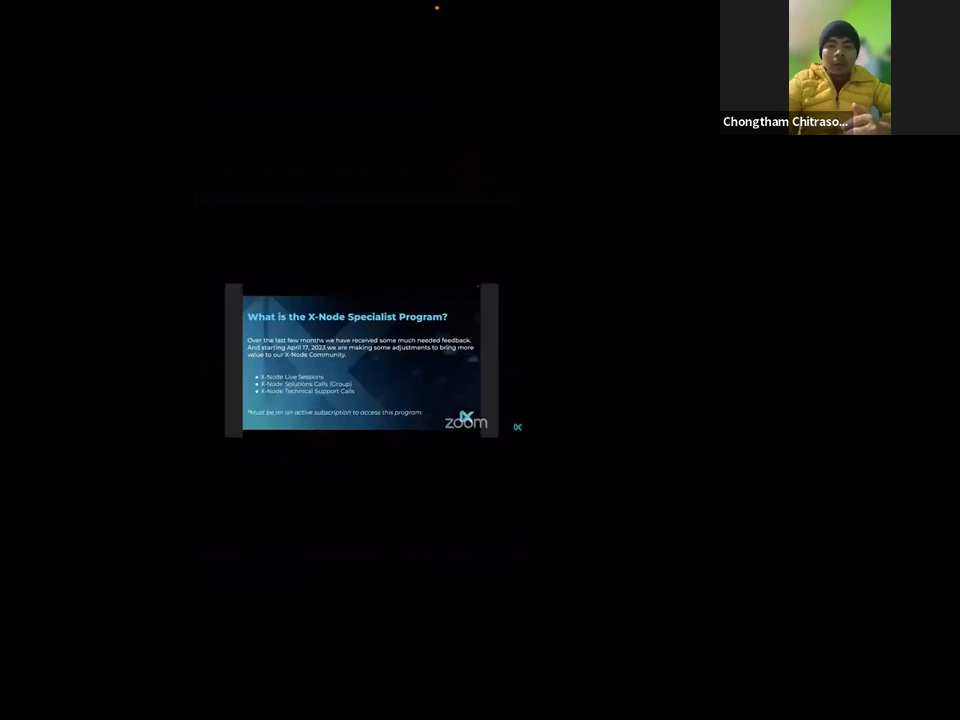 Chongtham Chitraso...
What is the X-Node Specialist Program?
Over the last few months we have received some much needed feedback.
And starting April 17, 2023 we are making some adjustments to bring more
value to our X-Node Community.
● X-Node Live Sessions
● X-Node Solutions Calls (Group)
● X-Node Technical Support Calls
*Must be on an active subscription to access this program.
zoom